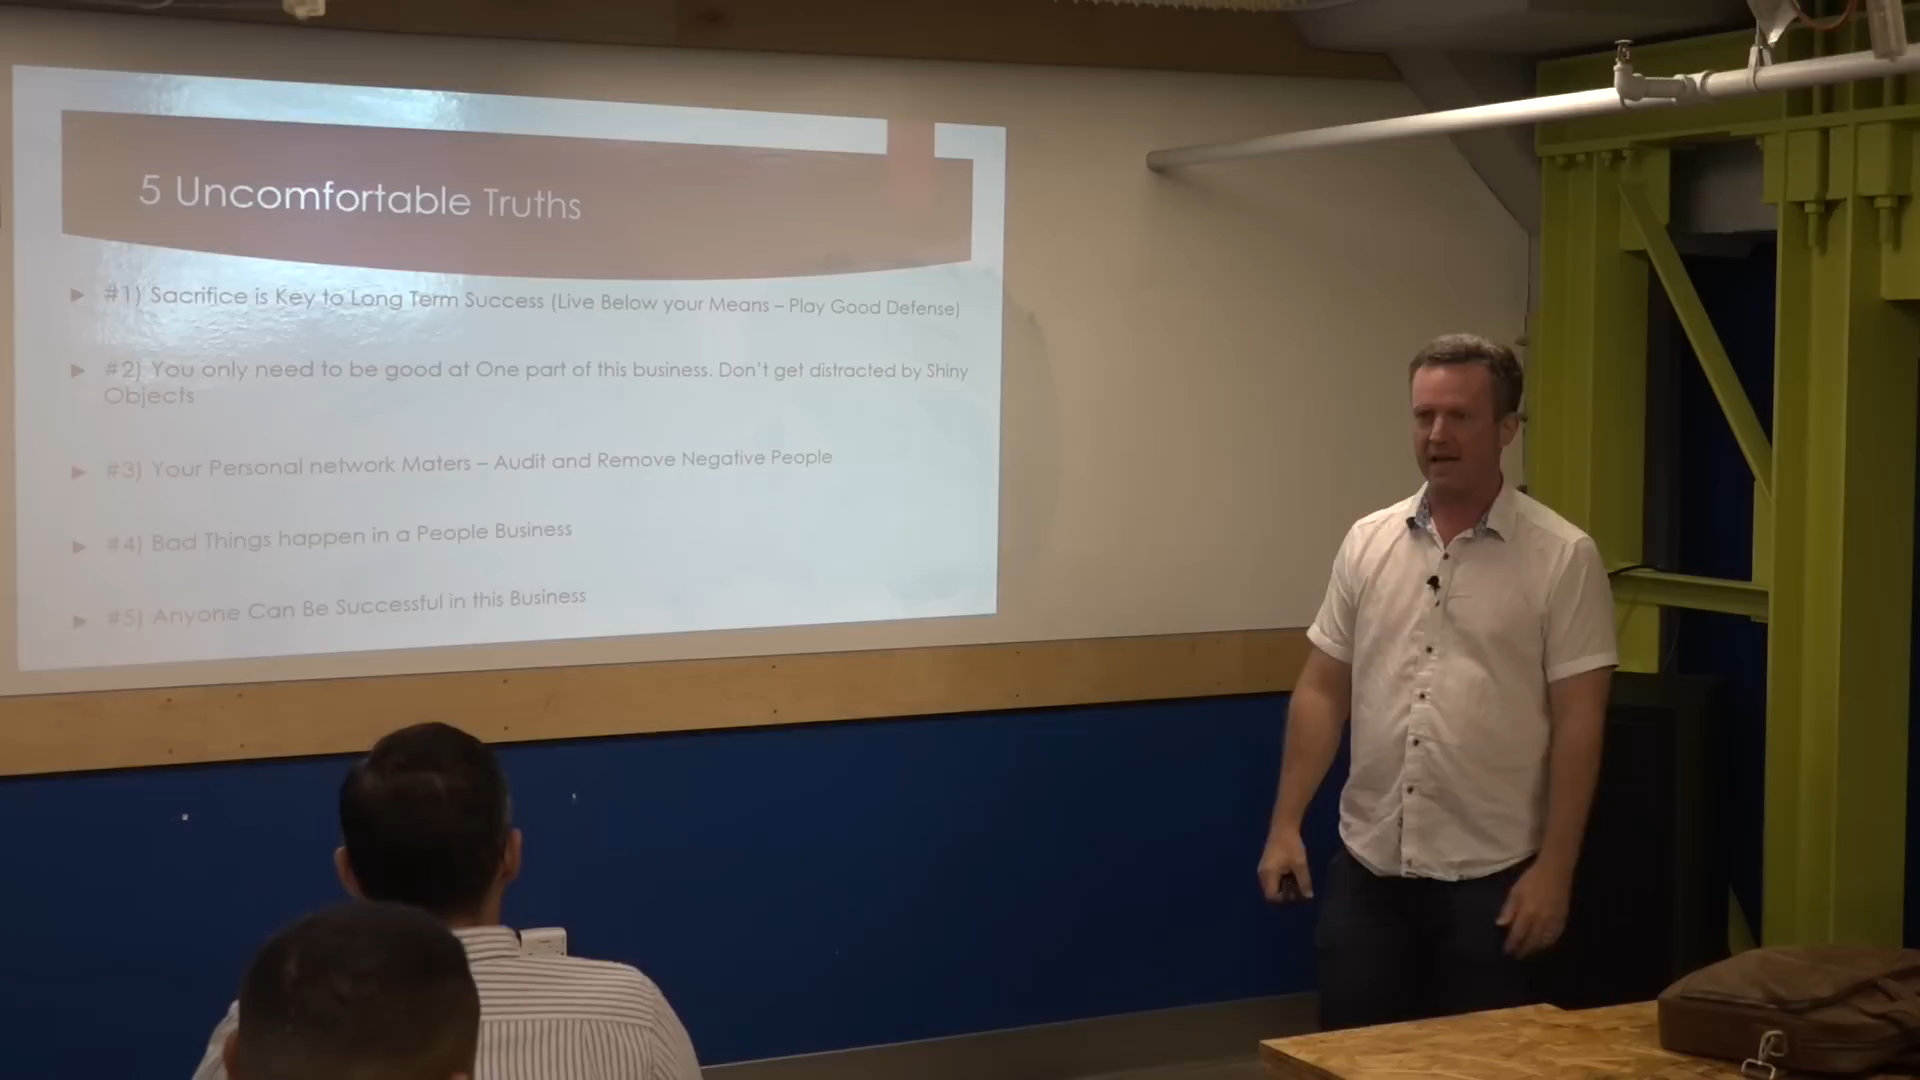 5 Uncomfortable Truths
#1) Sacrifice is Key to Long Term Success (Live Below your Means – Play Good Defense)
#2) You only need to be good at One part of this business. Don't get distracted by Shiny
Objects
#3) Your Personal network Maters – Audit and Remove Negative People
#4) Bad Things happen in a People Business
#5) Anyone Can Be Successful in this Business